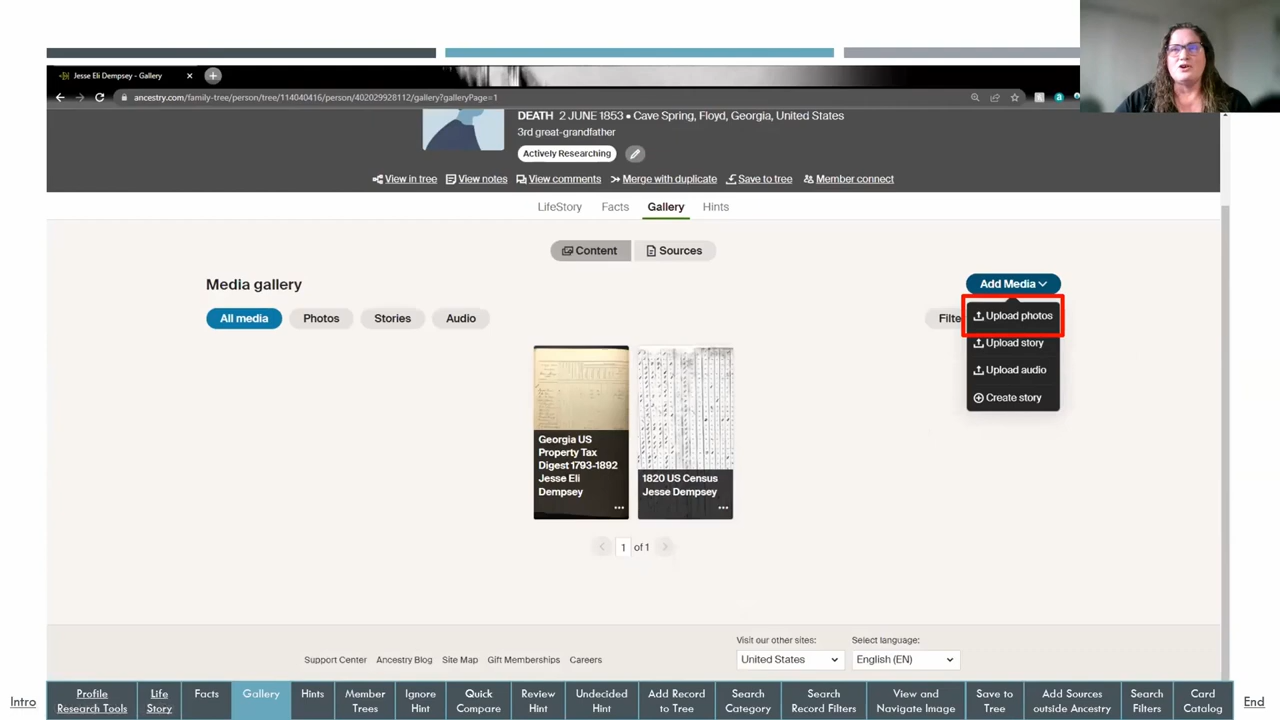 Jesse Eli Dempsey - Gallery
ancestry.com/family-tree/person/tree/114040416/person/402029928112/gallery?galleryPage=1
DEATH 2 JUNE 1853 • Cave Spring, Floyd, Georgia, United States
3rd great-grandfather
Actively Researching
View in tree View notes View comments Merge with duplicate Save to tree Member connect
LifeStory Facts Gallery Hints
Content Sources
Media gallery
Add Media
All media Photos Stories Audio
Filte
Upload photos
Upload story
Upload audio
Create story
Georgia US
Property Tax
Digest 1793-1892
Jesse Eli
Dempsey
1820 US Census
Jesse Dempsey
1 of 1
Visit our other sites: Select language:
Support Center Ancestry Blog Site Map Gift Memberships Careers United States English (EN)
Intro
Profile
Research Tools
Life
Story
Facts
Gallery
Hints
Member
Trees
Ignore
Hint
Quick
Compare
Review
Hint
Undecided
Hint
Add Record
to Tree
Search
Category
Search
Record Filters
View and
Navigate Image
Save to
Tree
Add Sources
outside Ancestry
Search
Filters
Card
Catalog
End